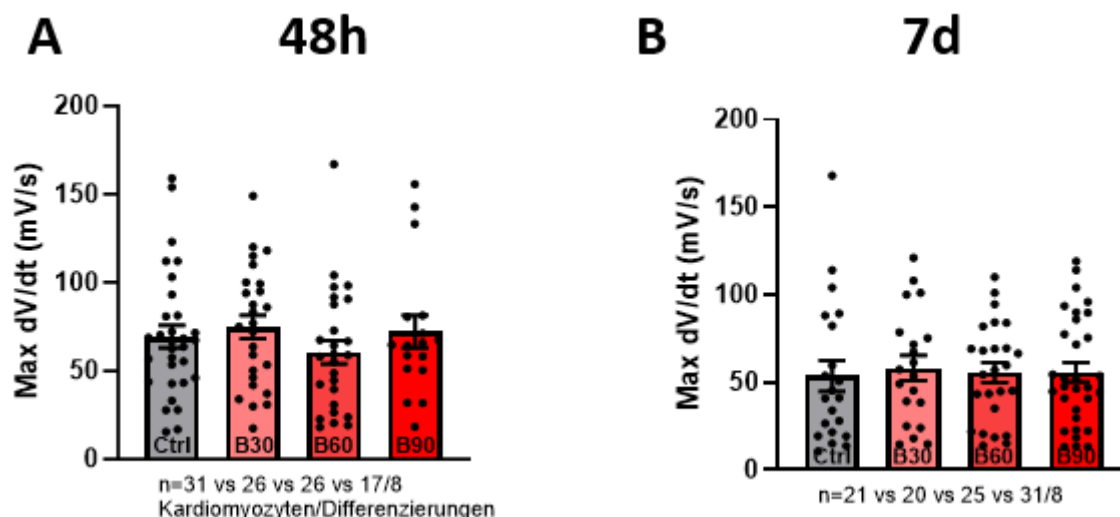 A
48h
Max dV/dt (mV/s)
200
150
100
50
0
Ctrl
B30
B60
B90
n=31 vs 26 vs 26 vs 17/8
Kardiomyozyten/Differenzierungen
B
7d
Max dV/dt (mV/s)
200
150
100
50
0
Ctrl
B30
B60
B90
n=21 vs 20 vs 25 vs 31/8